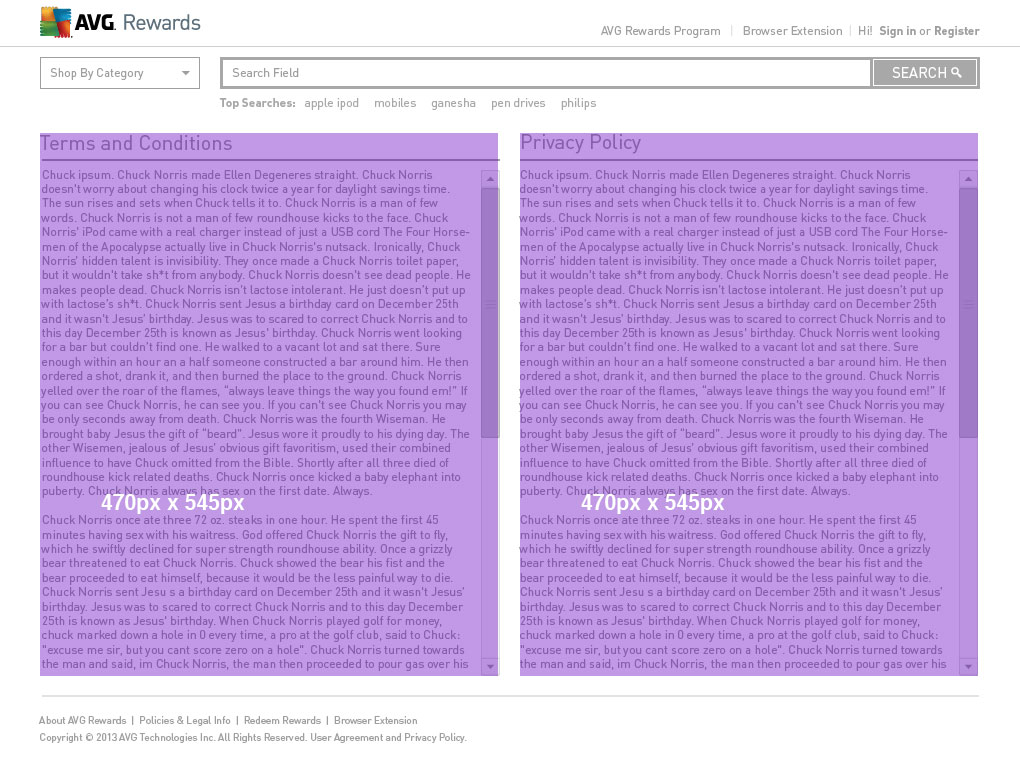 AVG. Rewards
AVG Rewards Program | Browser Extension | Hi! Sign in or Register
Shop By Category
Search Field
SEARCH
Top Searches: apple ipod mobiles ganesha pen drives philips
Terms and Conditions
Chuck ipsum. Chuck Norris made Ellen Degeneres straight. Chuck Norris
doesn't worry about changing his clock twice a year for daylight savings time.
The sun rises and sets when Chuck tells it to. Chuck Norris is a man of few
words. Chuck Norris is not a man of few roundhouse kicks to the face. Chuck
Norris' iPod came with a real charger instead of just a USB cord The Four Horse-
men of the Apocalypse actually live in Chuck Norris's nutsack. Ironically, Chuck
Norris' hidden talent is invisibility. They once made a Chuck Norris toilet paper,
but it wouldn't take sh*t from anybody. Chuck Norris doesn't see dead people. He
makes people dead. Chuck Norris isn't lactose intolerant. He just doesn't put up
with lactose's sh*t. Chuck Norris sent Jesus a birthday card on December 25th
and it wasn't Jesus' birthday. Jesus was to scared to correct Chuck Norris and to
this day December 25th is known as Jesus' birthday. Chuck Norris went looking
for a bar but couldn't find one. He walked to a vacant lot and sat there. Sure
enough within an hour an a half someone constructed a bar around him. He then
ordered a shot, drank it, and then burned the place to the ground. Chuck Norris
yelled over the roar of the flames, "always leave things the way you found em!" If
you can see Chuck Norris, he can see you. If you can't see Chuck Norris you may
be only seconds away from death. Chuck Norris was the fourth Wiseman. He
brought baby Jesus the gift of "beard". Jesus wore it proudly to his dying day. The
other Wisemen, jealous of Jesus' obvious gift favoritism, used their combined
influence to have Chuck omitted from the Bible. Shortly after all three died of
roundhouse kick related deaths. Chuck Norris once kicked a baby elephant into
puberty. Chuck Norris always has sex on the first date. Always.
470px x 545px
Chuck Norris once ate three 72 oz. steaks in one hour. He spent the first 45
minutes having sex with his waitress. God offered Chuck Norris the gift to fly,
which he swiftly declined for super strength roundhouse ability. Once a grizzly
bear threatened to eat Chuck Norris. Chuck showed the bear his fist and the
bear proceeded to eat himself, because it would be the less painful way to die.
Chuck Norris sent Jesu s a birthday card on December 25th and it wasn't Jesus'
birthday. Jesus was to scared to correct Chuck Norris and to this day December
25th is known as Jesus' birthday. When Chuck Norris played golf for money,
chuck marked down a hole in 0 every time, a pro at the golf club, said to Chuck:
"excuse me sir, but you cant score zero on a hole". Chuck Norris turned towards
the man and said, im Chuck Norris, the man then proceeded to pour gas over his
Privacy Policy
Chuck ipsum. Chuck Norris made Ellen Degeneres straight. Chuck Norris
doesn't worry about changing his clock twice a year for daylight savings time.
The sun rises and sets when Chuck tells it to. Chuck Norris is a man of few
words. Chuck Norris is not a man of few roundhouse kicks to the face. Chuck
Norris' iPod came with a real charger instead of just a USB cord The Four Horse-
men of the Apocalypse actually live in Chuck Norris's nutsack. Ironically, Chuck
Norris' hidden talent is invisibility. They once made a Chuck Norris toilet paper,
but it wouldn't take sh*t from anybody. Chuck Norris doesn't see dead people. He
makes people dead. Chuck Norris isn't lactose intolerant. He just doesn't put up
with lactose's sh*t. Chuck Norris sent Jesus a birthday card on December 25th
and it wasn't Jesus' birthday. Jesus was to scared to correct Chuck Norris and to
this day December 25th is known as Jesus' birthday. Chuck Norris went looking
for a bar but couldn't find one. He walked to a vacant lot and sat there. Sure
enough within an hour an a half someone constructed a bar around him. He then
ordered a shot, drank it, and then burned the place to the ground. Chuck Norris
yelled over the roar of the flames, "always leave things the way you found em!" If
you can see Chuck Norris, he can see you. If you can't see Chuck Norris you may
be only seconds away from death. Chuck Norris was the fourth Wiseman. He
brought baby Jesus the gift of "beard". Jesus wore it proudly to his dying day. The
other Wisemen, jealous of Jesus' obvious gift favoritism, used their combined
influence to have Chuck omitted from the Bible. Shortly after all three died of
roundhouse kick related deaths. Chuck Norris once kicked a baby elephant into
puberty. Chuck Norris always has sex on the first date. Always.
470px x 545px
Chuck Norris once ate three 72 oz. steaks in one hour. He spent the first 45
minutes having sex with his waitress. God offered Chuck Norris the gift to fly,
which he swiftly declined for super strength roundhouse ability. Once a grizzly
bear threatened to eat Chuck Norris. Chuck showed the bear his fist and the
bear proceeded to eat himself, because it would be the less painful way to die.
Chuck Norris sent Jesu s a birthday card on December 25th and it wasn't Jesus'
birthday. Jesus was to scared to correct Chuck Norris and to this day December
25th is known as Jesus' birthday. When Chuck Norris played golf for money,
chuck marked down a hole in 0 every time, a pro at the golf club, said to Chuck:
"excuse me sir, but you cant score zero on a hole". Chuck Norris turned towards
the man and said, im Chuck Norris, the man then proceeded to pour gas over his
About AVG Rewards | Policies & Legal Info | Redeem Rewards | Browser Extension
Copyright © 2013 AVG Technologies Inc. All Rights Reserved. User Agreement and Privacy Policy.